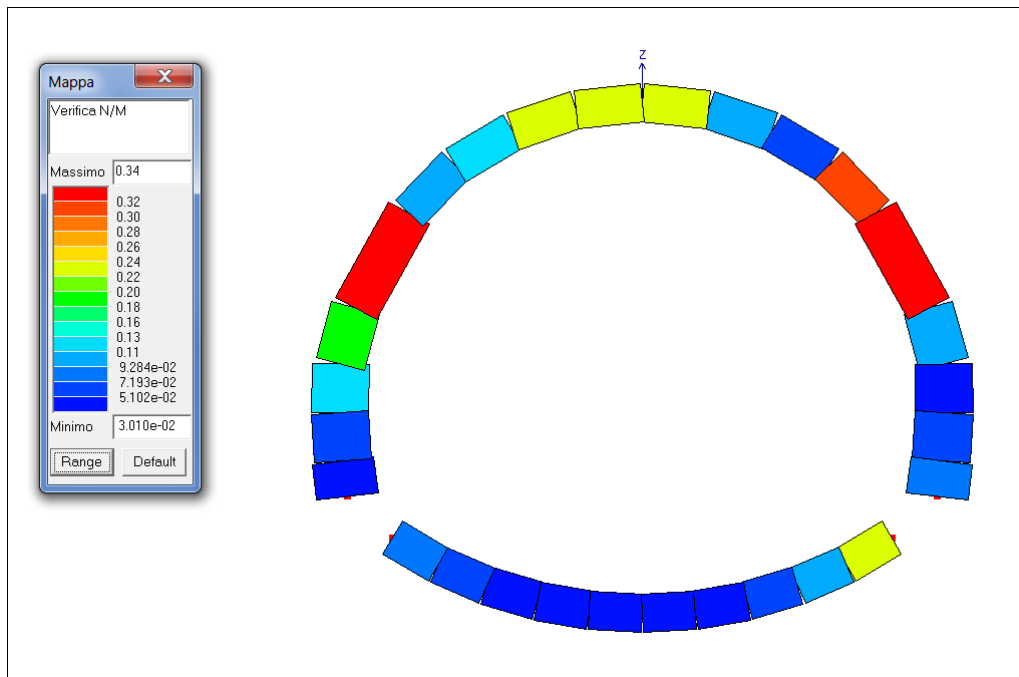 Mappa
Verifica N/M
Massimo 0.34
0.32
0.30
0.28
0.26
0.24
0.22
0.20
0.18
0.16
0.13
0.11
9.284e-02
7.193e-02
5.102e-02
Minimo 3.010e-02
Range Default
Z